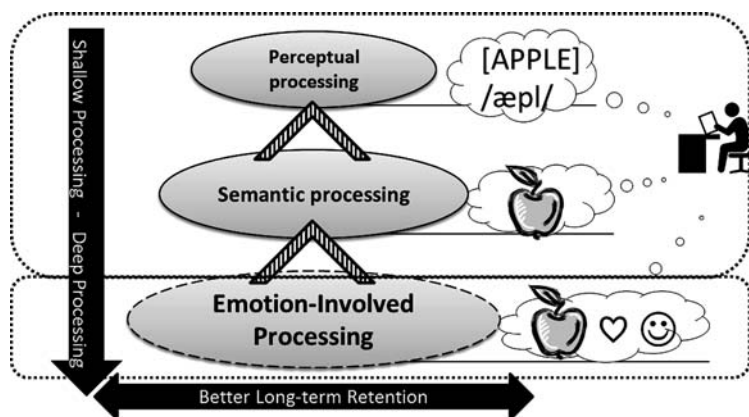 Shallow Processing - Deep Processing
Perceptual
processing
[APPLE]
/æpl/
Semantic processing
Emotion-Involved
Processing
Better Long-term Retention